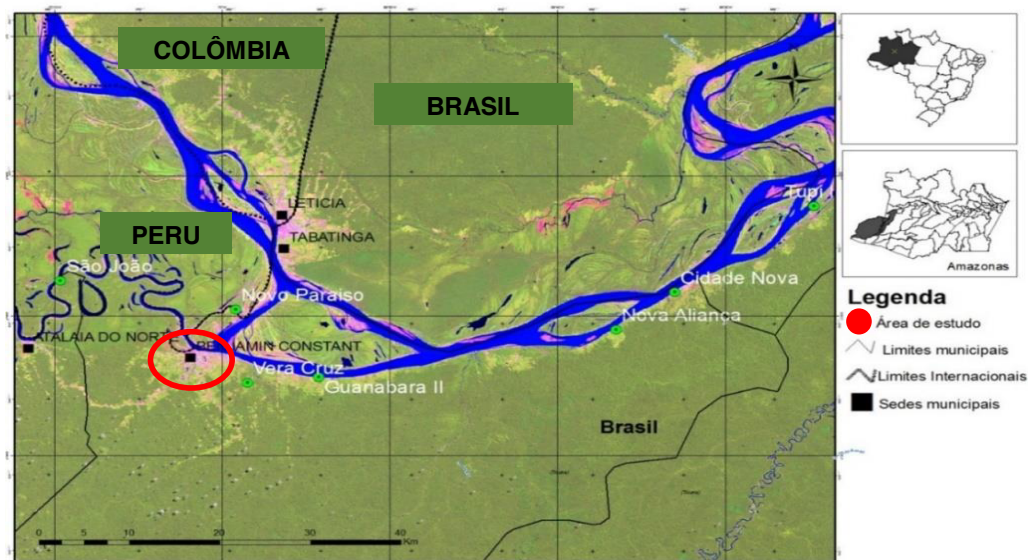 COLÔMBIA
BRASIL
LETICIA
TABATINGA
PERU
São João
Novo Paraiso
Tupi I
Cidade Nova
Nova Aliança
ATALAIA DO NORT
BENJAMIN CONSTANT
Vera Cruz
Guanabara II
Brasil
0 5 10 20 30 40
Km
Amazonas
Legenda
Área de estudo
Limites municipais
Limites Internacionais
Sedes municipais